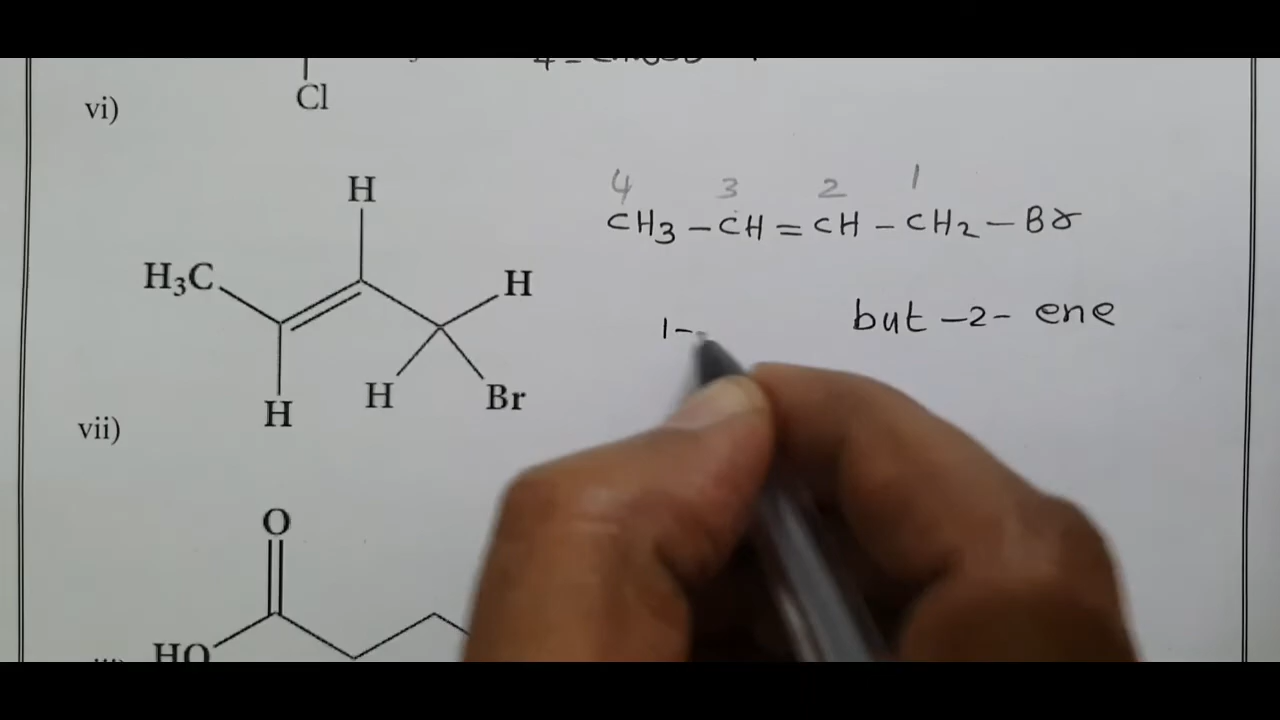 Cl
vi)
H
H₃C
H
H
Br
H
vii)
4 3 2 1
CH3 – CH = CH – CH2 – Br
1- but – 2 – ene
O
HO